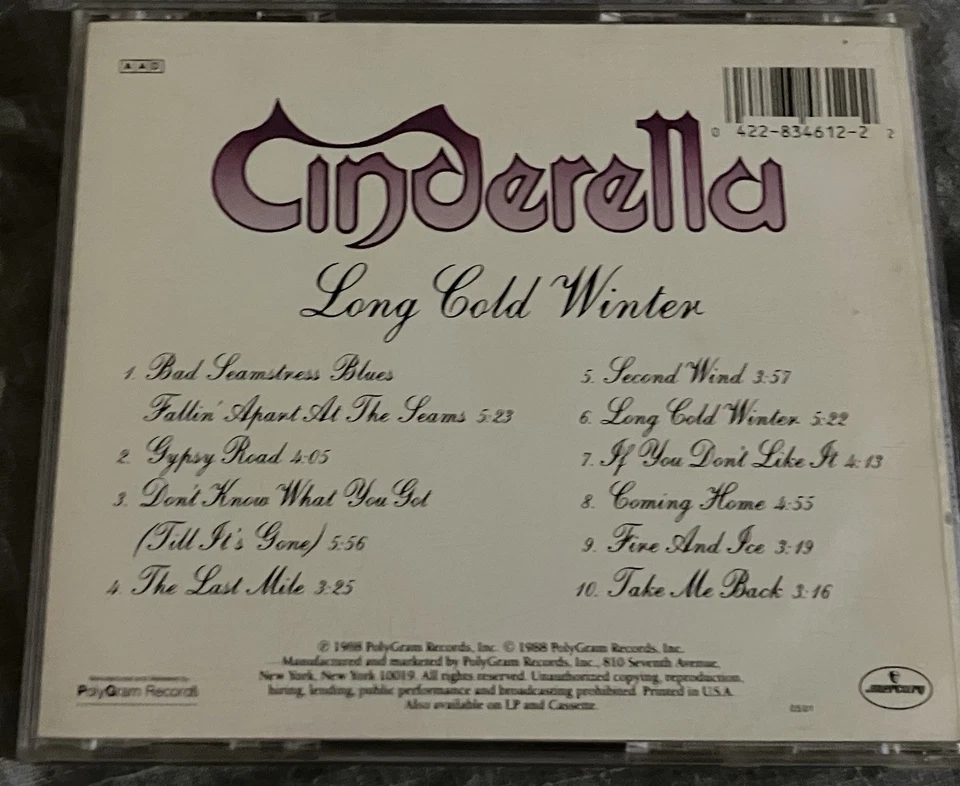 AAD
Cinderella
0 422-834612-2 2
Long Cold Winter
1. Bad Seamstress Blues
Fallin' Apart At The Seams 5:23
2. Gypsy Road 4:05
3. Don't Know What You Got
(Till It's Gone) 5:56
4. The Last Mile 3:25
5. Second Wind 3:57
6. Long Cold Winter 5:22
7. If You Don't Like It 4:13
8. Coming Home 4:55
9. Fire And Ice 3:19
10. Take Me Back 3:16
℗ 1988 PolyGram Records, Inc. © 1988 PolyGram Records, Inc.
Manufactured and marketed by PolyGram Records, Inc., 810 Seventh Avenue,
New York, New York 10019. All rights reserved. Unauthorized copying, reproduction,
hiring, lending, public performance and broadcasting prohibited. Printed in U.S.A.
Also available on LP and Cassette.
Manufactured and Marketed by
PolyGram Records
mercury